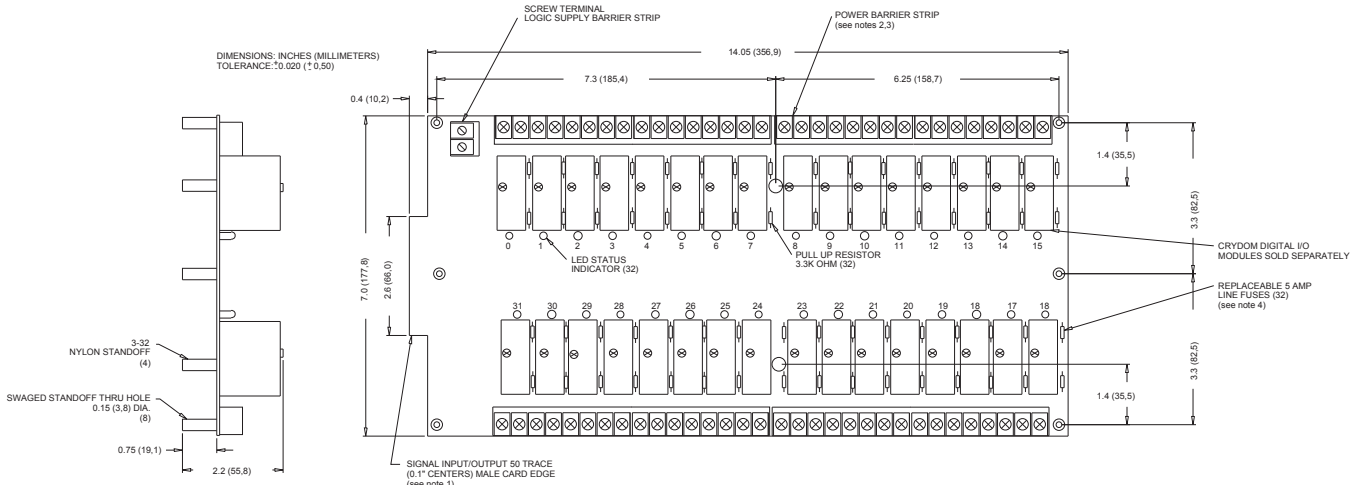 SCREW TERMINAL
LOGIC SUPPLY BARRIER STRIP
POWER BARRIER STRIP
(see notes 2,3)
DIMENSIONS: INCHES (MILLIMETERS)
TOLERANCE:±0.020 (±0,50)
14.05 (356,9)
7.3 (185,4)
6.25 (158,7)
0.4 (10,2)
1.4 (35,5)
3.3 (82,5)
7.0 (177,8)
2.6 (66,0)
0
1
2
3
4
5
6
7
8
9
10
11
12
13
14
15
LED STATUS
INDICATOR (32)
PULL UP RESISTOR
3.3K OHM (32)
CRYDOM DIGITAL I/O
MODULES SOLD SEPARATELY
REPLACEABLE 5 AMP
LINE FUSES (32)
(see note 4)
31
30
29
28
27
26
25
24
23
22
21
20
19
18
17
18
3-32
NYLON STANDOFF
(4)
3.3 (82,5)
1.4 (35,5)
SWAGED STANDOFF THRU HOLE
0.15 (3,8) DIA.
(8)
0.75 (19,1)
2.2 (55,8)
SIGNAL INPUT/OUTPUT 50 TRACE
(0.1" CENTERS) MALE CARD EDGE
(see note 1)